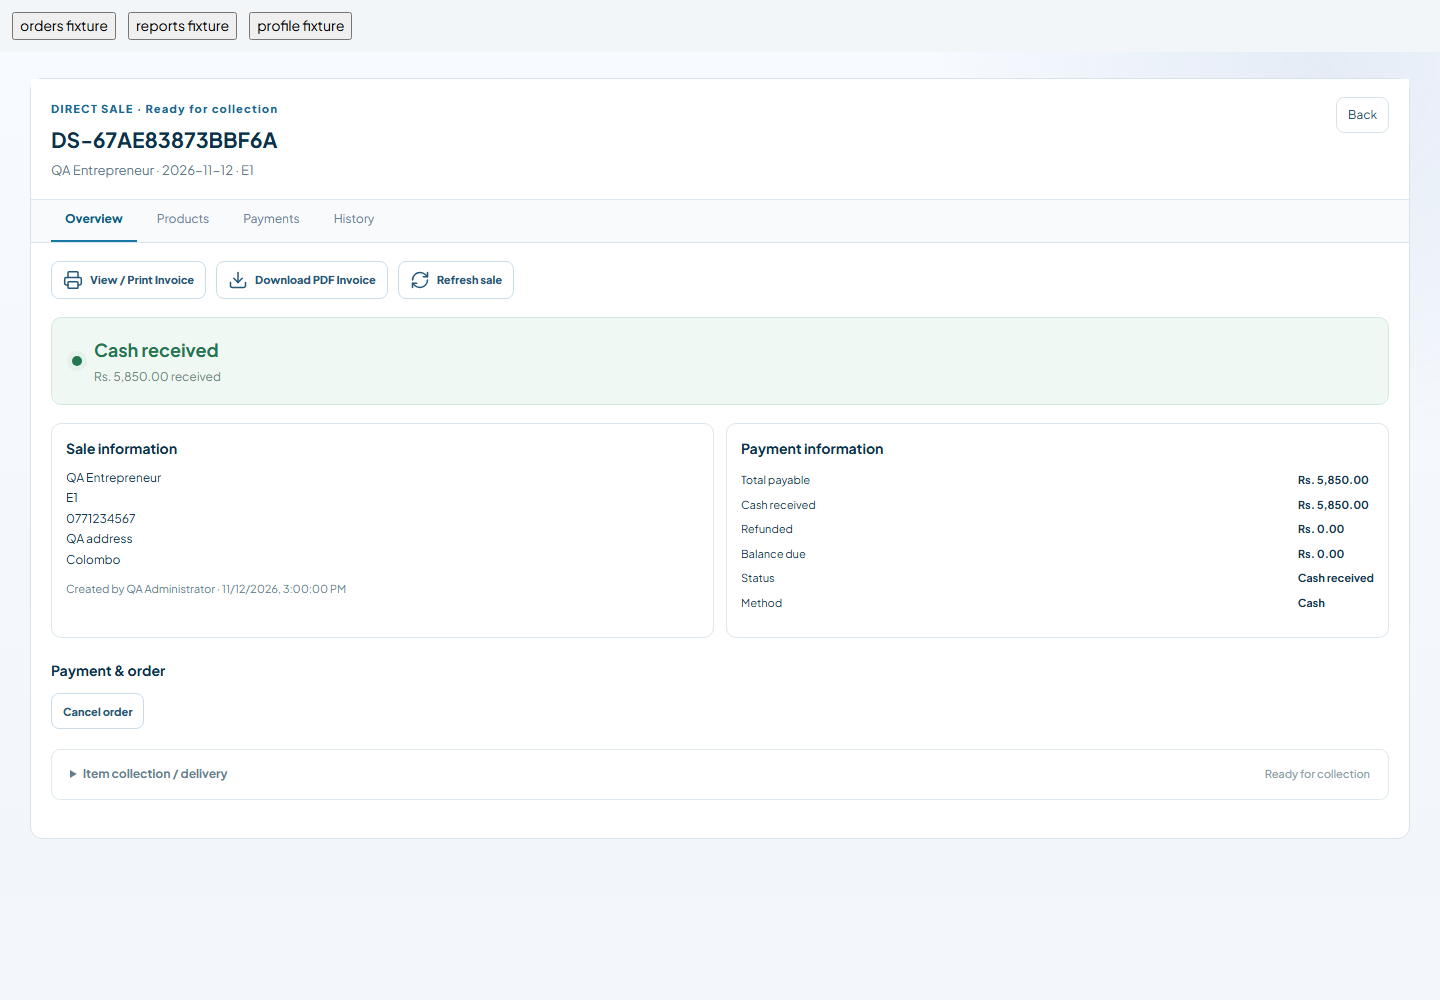 orders fixture reports fixture profile fixture
DIRECT SALE · Ready for collection
Back
DS-67AE83873BBF6A
QA Entrepreneur · 2026-11-12 · E1
Overview Products Payments History
View / Print Invoice Download PDF Invoice Refresh sale
Cash received
Rs. 5,850.00 received
Sale information
QA Entrepreneur
E1
0771234567
QA address
Colombo
Created by QA Administrator · 11/12/2026, 3:00:00 PM
Payment information
Total payable Rs. 5,850.00
Cash received Rs. 5,850.00
Refunded Rs. 0.00
Balance due Rs. 0.00
Status Cash received
Method Cash
Payment & order
Cancel order
Item collection / delivery Ready for collection